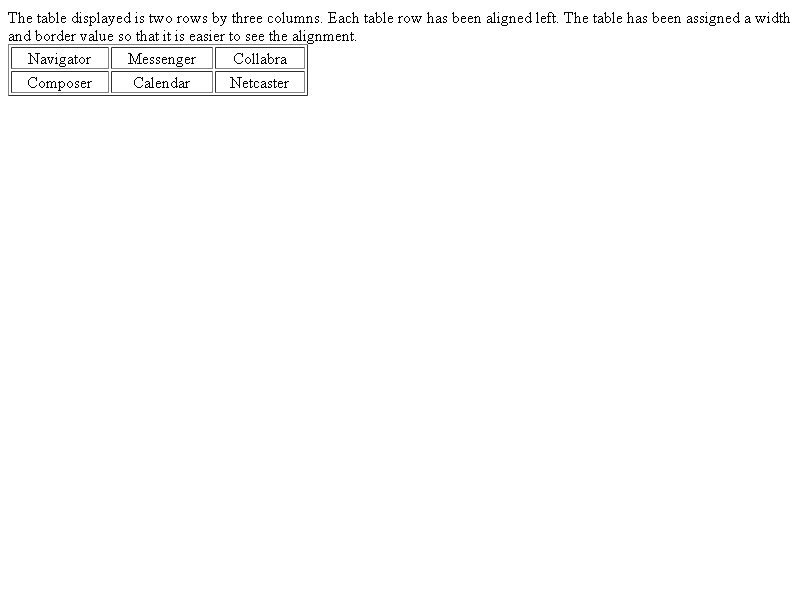 The table displayed is two rows by three columns. Each table row has been aligned left. The table has been assigned a width
and border value so that it is easier to see the alignment.
Navigator Messenger Collabra
Composer Calendar Netcaster